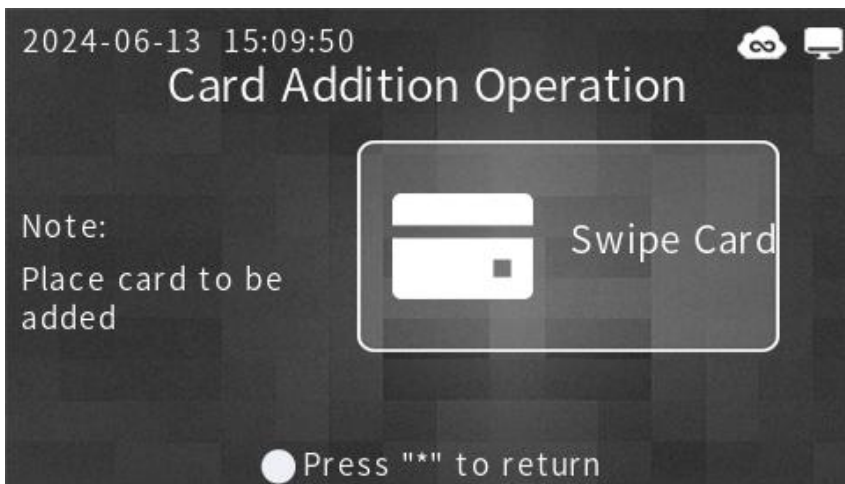 2024-06-13 15:09:50
Card Addition Operation
Note:
Place card to be
added
Swipe Card
Press "*" to return